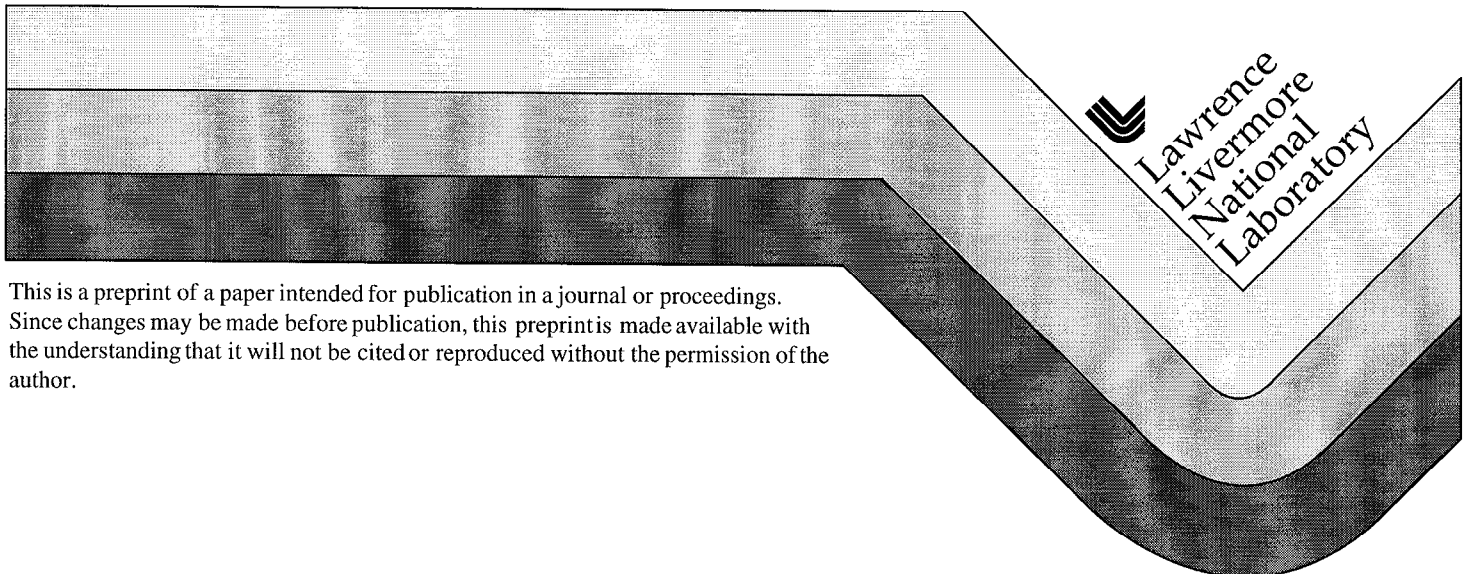 Lawrence
Livermore
National
Laboratory
This is a preprint of a paper intended for publication in a journal or proceedings.
Since changes may be made before publication, this preprint is made available with
the understanding that it will not be cited or reproduced without the permission of the
author.